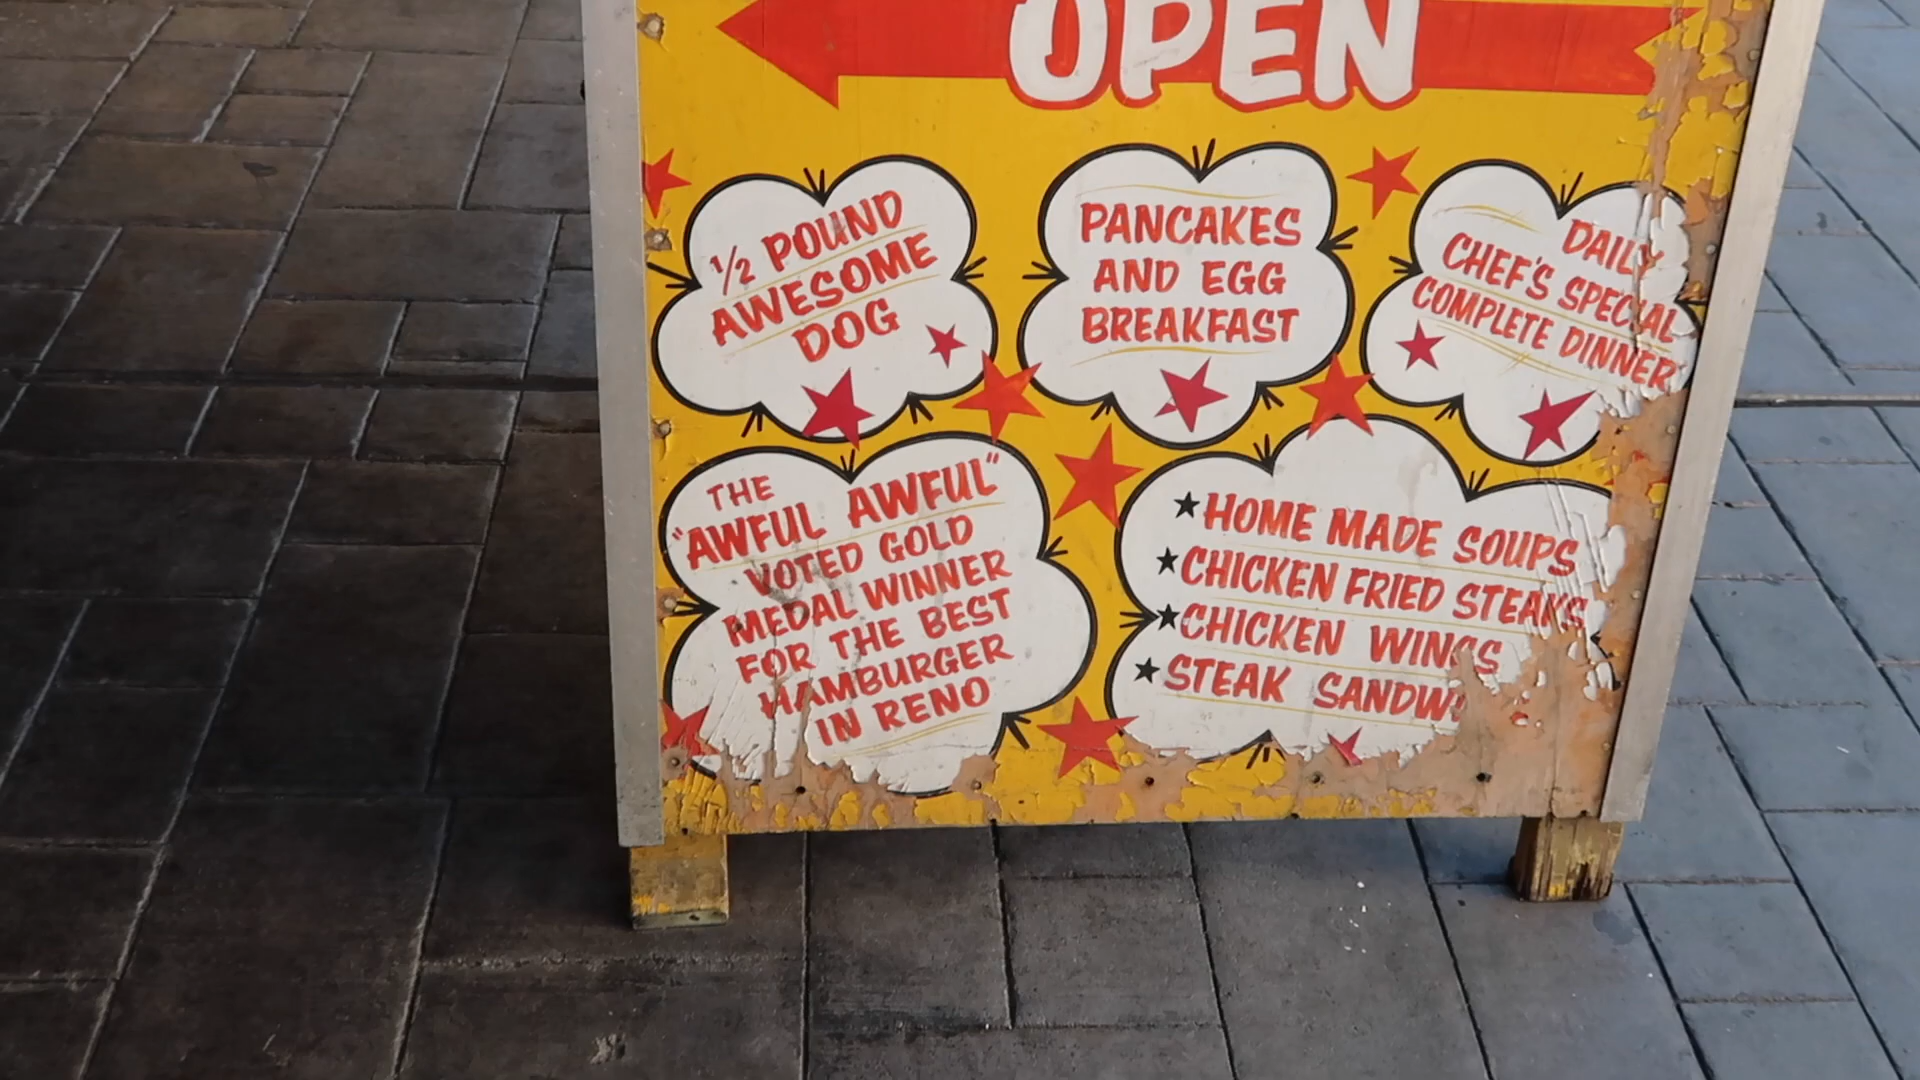 OPEN
1/2 POUND
AWESOME
DOG
PANCAKES
AND EGG
BREAKFAST
DAILY
CHEF'S SPECIAL
COMPLETE DINNER
THE
"AWFUL AWFUL"
VOTED GOLD
MEDAL WINNER
FOR THE BEST
HAMBURGER
IN RENO
★HOME MADE SOUPS
★CHICKEN FRIED STEAKS
★CHICKEN WINGS
★STEAK